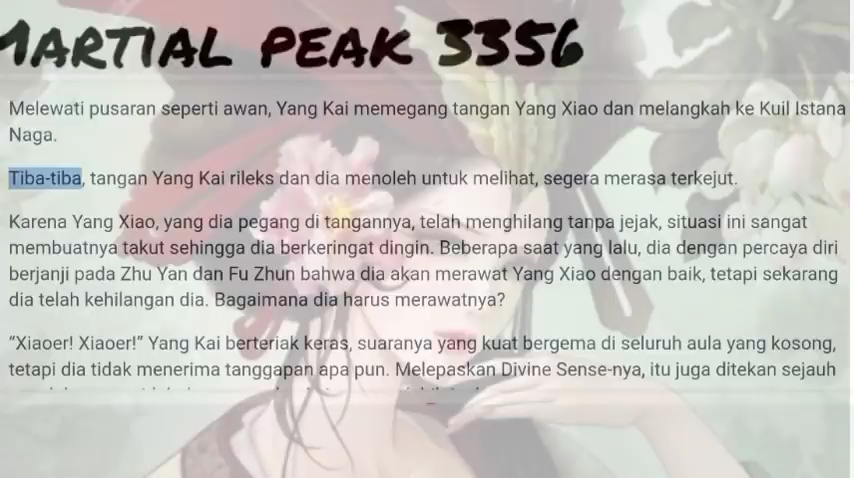 MARTIAL PEAK 3356
Melewati pusaran seperti awan, Yang Kai memegang tangan Yang Xiao dan melangkah ke Kuil Istana
Naga.
Tiba-tiba, tangan Yang Kai rileks dan dia menoleh untuk melihat, segera merasa terkejut.
Karena Yang Xiao, yang dia pegang di tangannya, telah menghilang tanpa jejak, situasi ini sangat
membuatnya takut sehingga dia berkeringat dingin. Beberapa saat yang lalu, dia dengan percaya diri
berjanji pada Zhu Yan dan Fu Zhun bahwa dia akan merawat Yang Xiao dengan baik, tetapi sekarang
dia telah kehilangan dia. Bagaimana dia harus merawatnya?
“Xiaoer! Xiaoer!” Yang Kai berteriak keras, suaranya yang kuat bergema di seluruh aula yang kosong,
tetapi dia tidak menerima tanggapan apa pun. Melepaskan Divine Sense-nya, itu juga ditekan sejauh